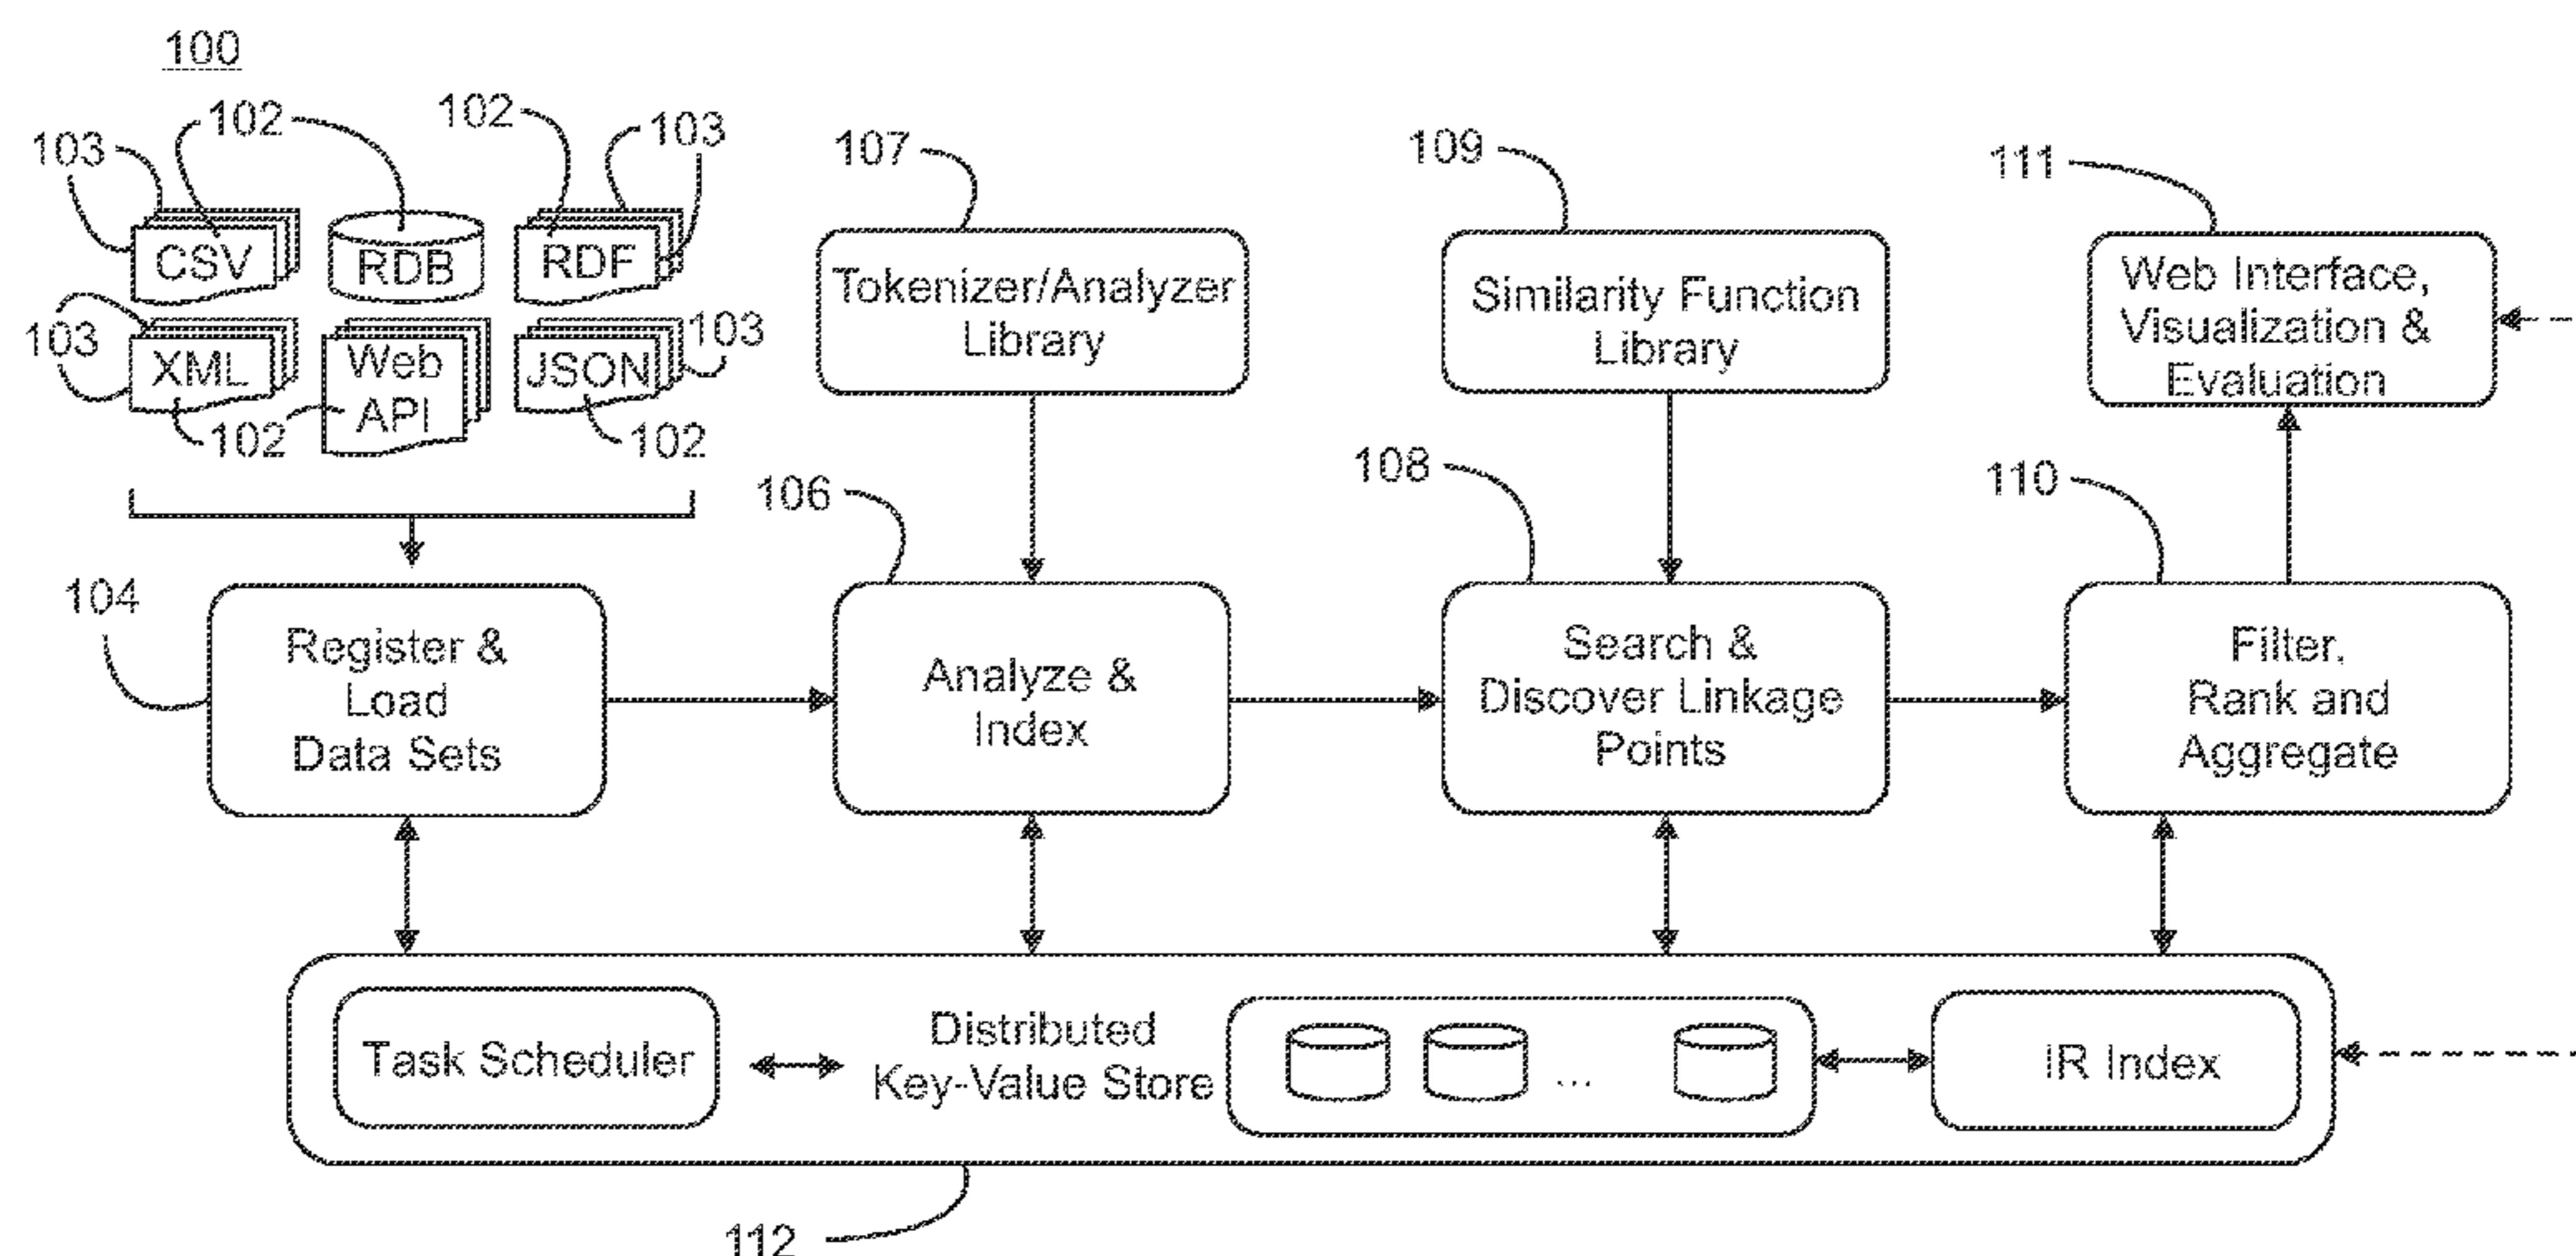 100
102
102
103
103
107
109
111
CSV
RDB
RDF
103
XML
Web
API
JSON
103
102
102
Tokenizer/Analyzer
Library
Similarity Function
Library
Web Interface,
Visualization &
Evaluation
104
106
108
110
Register &
Load
Data Sets
Analyze &
Index
Search &
Discover Linkage
Points
Filter,
Rank and
Aggregate
Task Scheduler
Distributed
Key-Value Store
...
IR Index
112